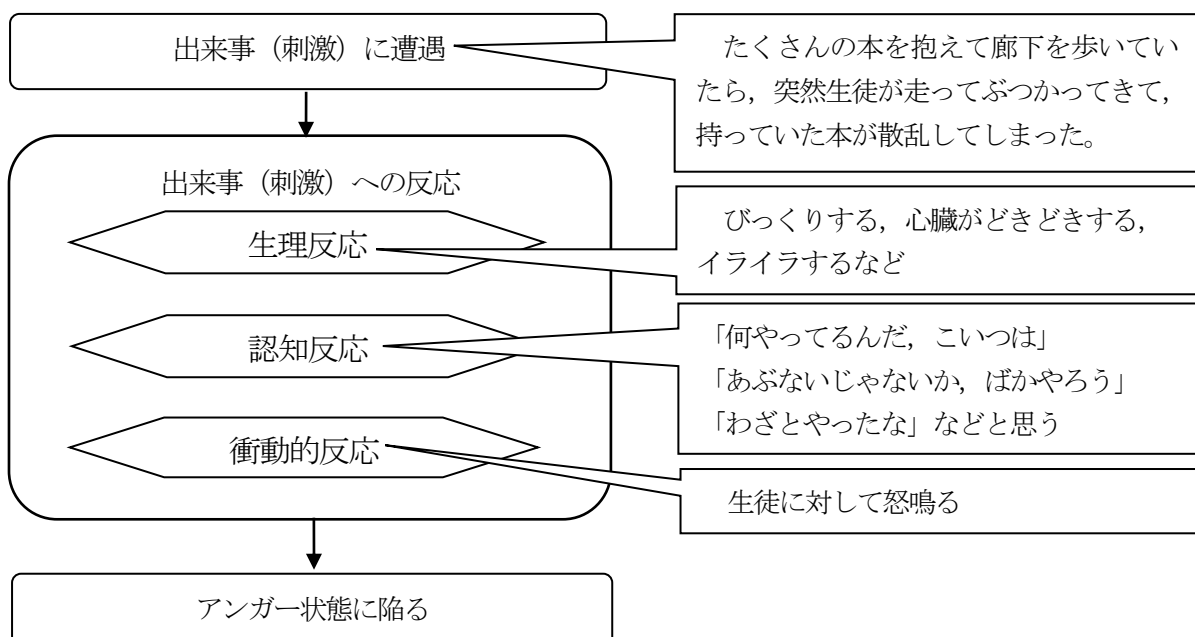 出来事（刺激）に遭遇
たくさんの本を抱えて廊下を歩いてい
たら，突然生徒が走ってぶつかってきて，
持っていた本が散乱してしまった。
出来事（刺激）への反応
生理反応
びっくりする，心臓がどきどきする，
イライラするなど
認知反応
「何やってるんだ，こいつは」
「あぶないじゃないか，ばかやろう」
「わざとやったな」などと思う
衝動的反応
生徒に対して怒鳴る
アンガー状態に陥る